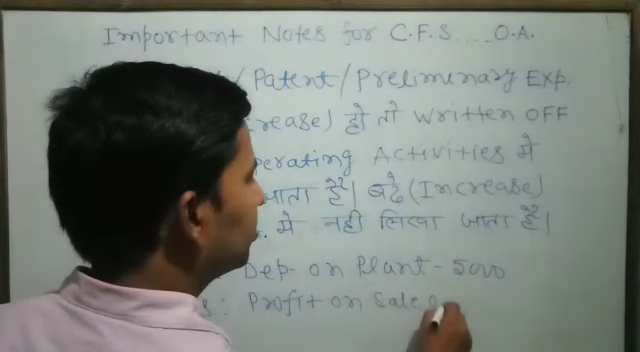 Important Notes for C.F.S....O.A.
/Patent/Preliminary Exp.
crease) हो तो written OFF
perating Activities में
जाता है। बढ़े (Increase)
. में नहीं लिखा जाता है।
Dep- on Plant - 5000
: Profit on Sale